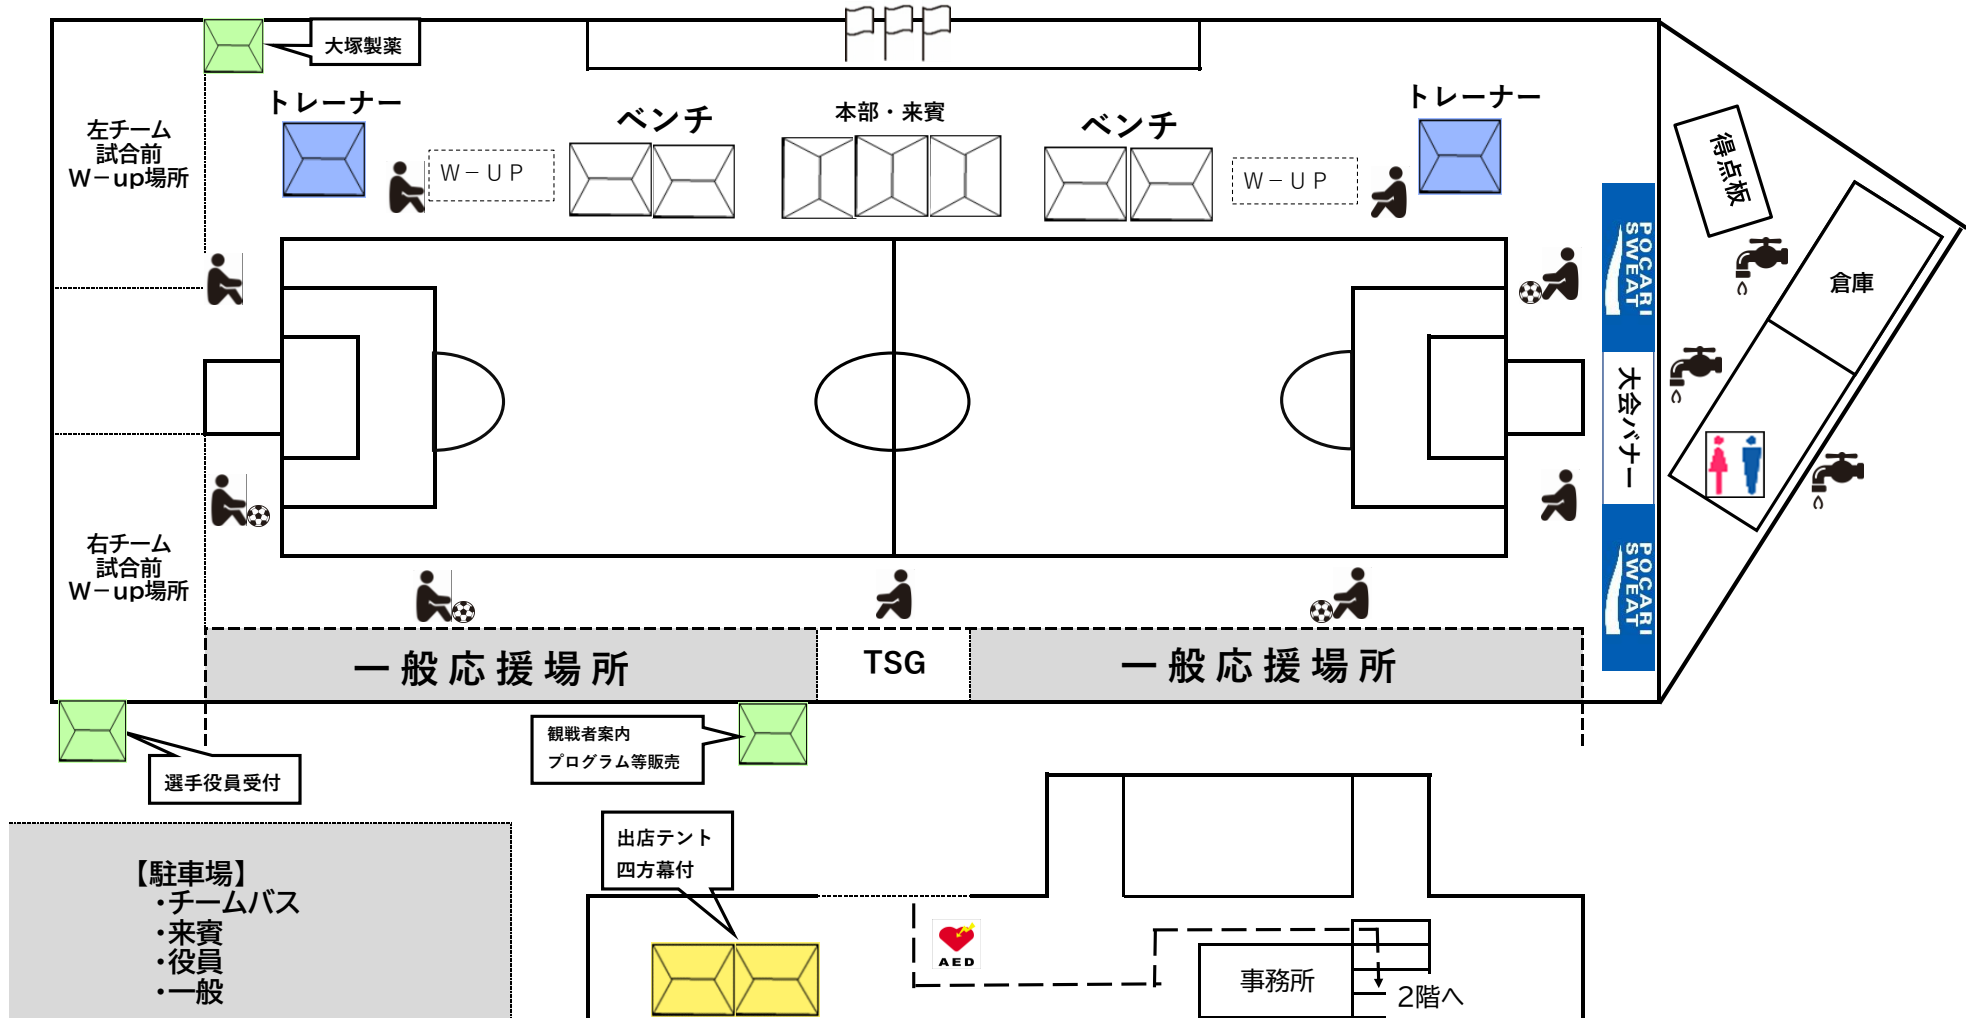 大塚製薬
トレーナー
ベンチ
本部・来賓
ベンチ
トレーナー
左チーム
試合前
W－up場所
W－UP
W－UP
得点板
倉庫
POCARI
SWEAT
大会バナー
POCARI
SWEAT
右チーム
試合前
W－up場所
一般応援場所
TSG
一般応援場所
選手役員受付
観戦者案内
プログラム等販売
出店テント
四方幕付
【駐車場】
・チームバス
・来賓
・役員
・一般
AED
事務所
2階へ